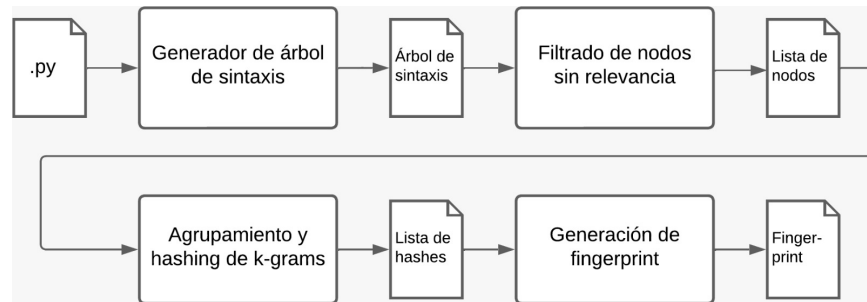 .py
Generador de árbol
de sintaxis
Árbol de
sintaxis
Filtrado de nodos
sin relevancia
Lista de
nodos
Agrupamiento y
hashing de k-grams
Lista de
hashes
Generación de
fingerprint
Finger-
print